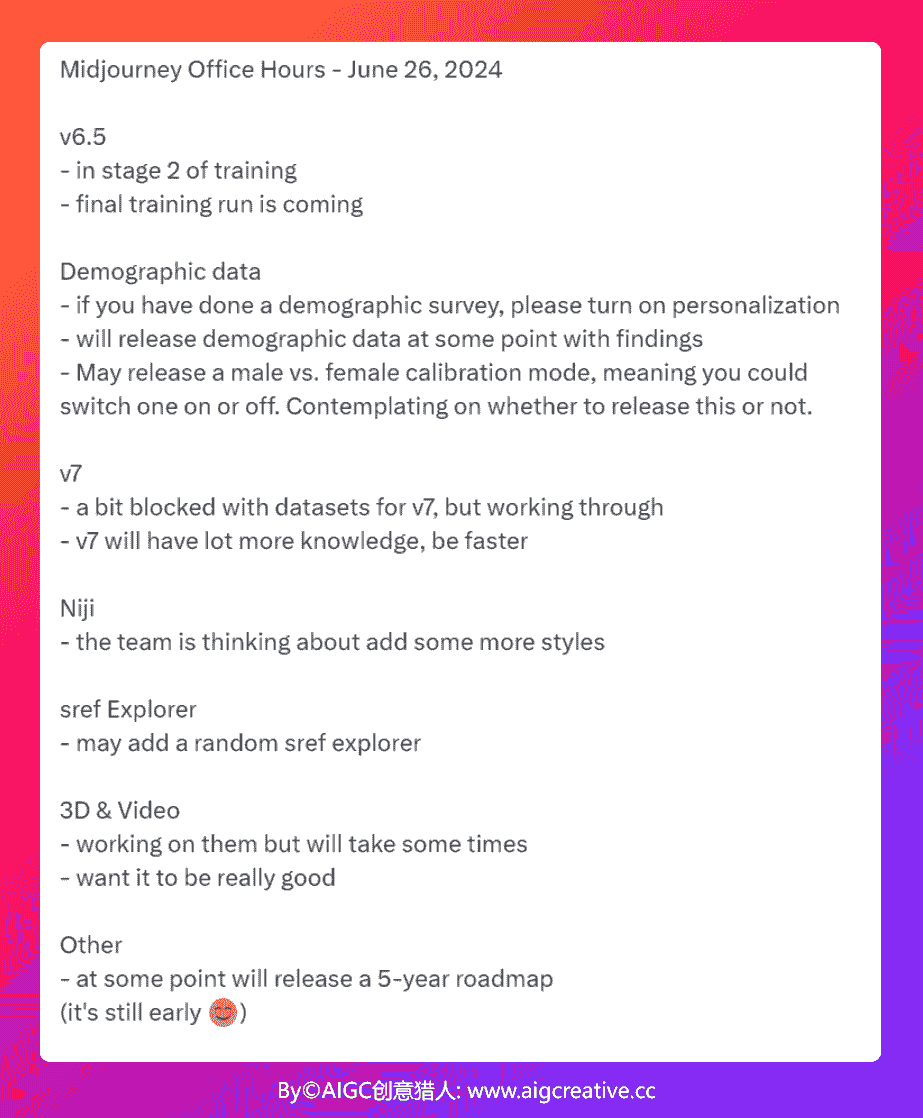 Midjourney Office Hours - June 26, 2024
v6.5
- in stage 2 of training
- final training run is coming
Demographic data
- if you have done a demographic survey, please turn on personalization
- will release demographic data at some point with findings
- May release a male vs. female calibration mode, meaning you could
switch one on or off. Contemplating on whether to release this or not.
v7
- a bit blocked with datasets for v7, but working through
- v7 will have lot more knowledge, be faster
Niji
- the team is thinking about add some more styles
sref Explorer
- may add a random sref explorer
3D & Video
- working on them but will take some times
- want it to be really good
Other
- at some point will release a 5-year roadmap
(it's still early 😊)
By©AIGC创意猎人: www.aigcreative.cc